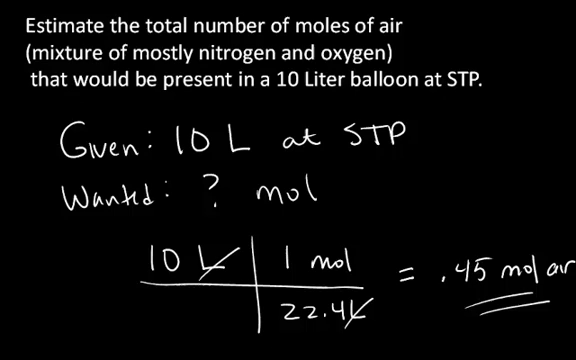 Estimate the total number of moles of air
(mixture of mostly nitrogen and oxygen)
that would be present in a 10 Liter balloon at STP.
Given: 10 L at STP
Wanted: ? mol
10 L | 1 mol = .45 mol air
22.4L